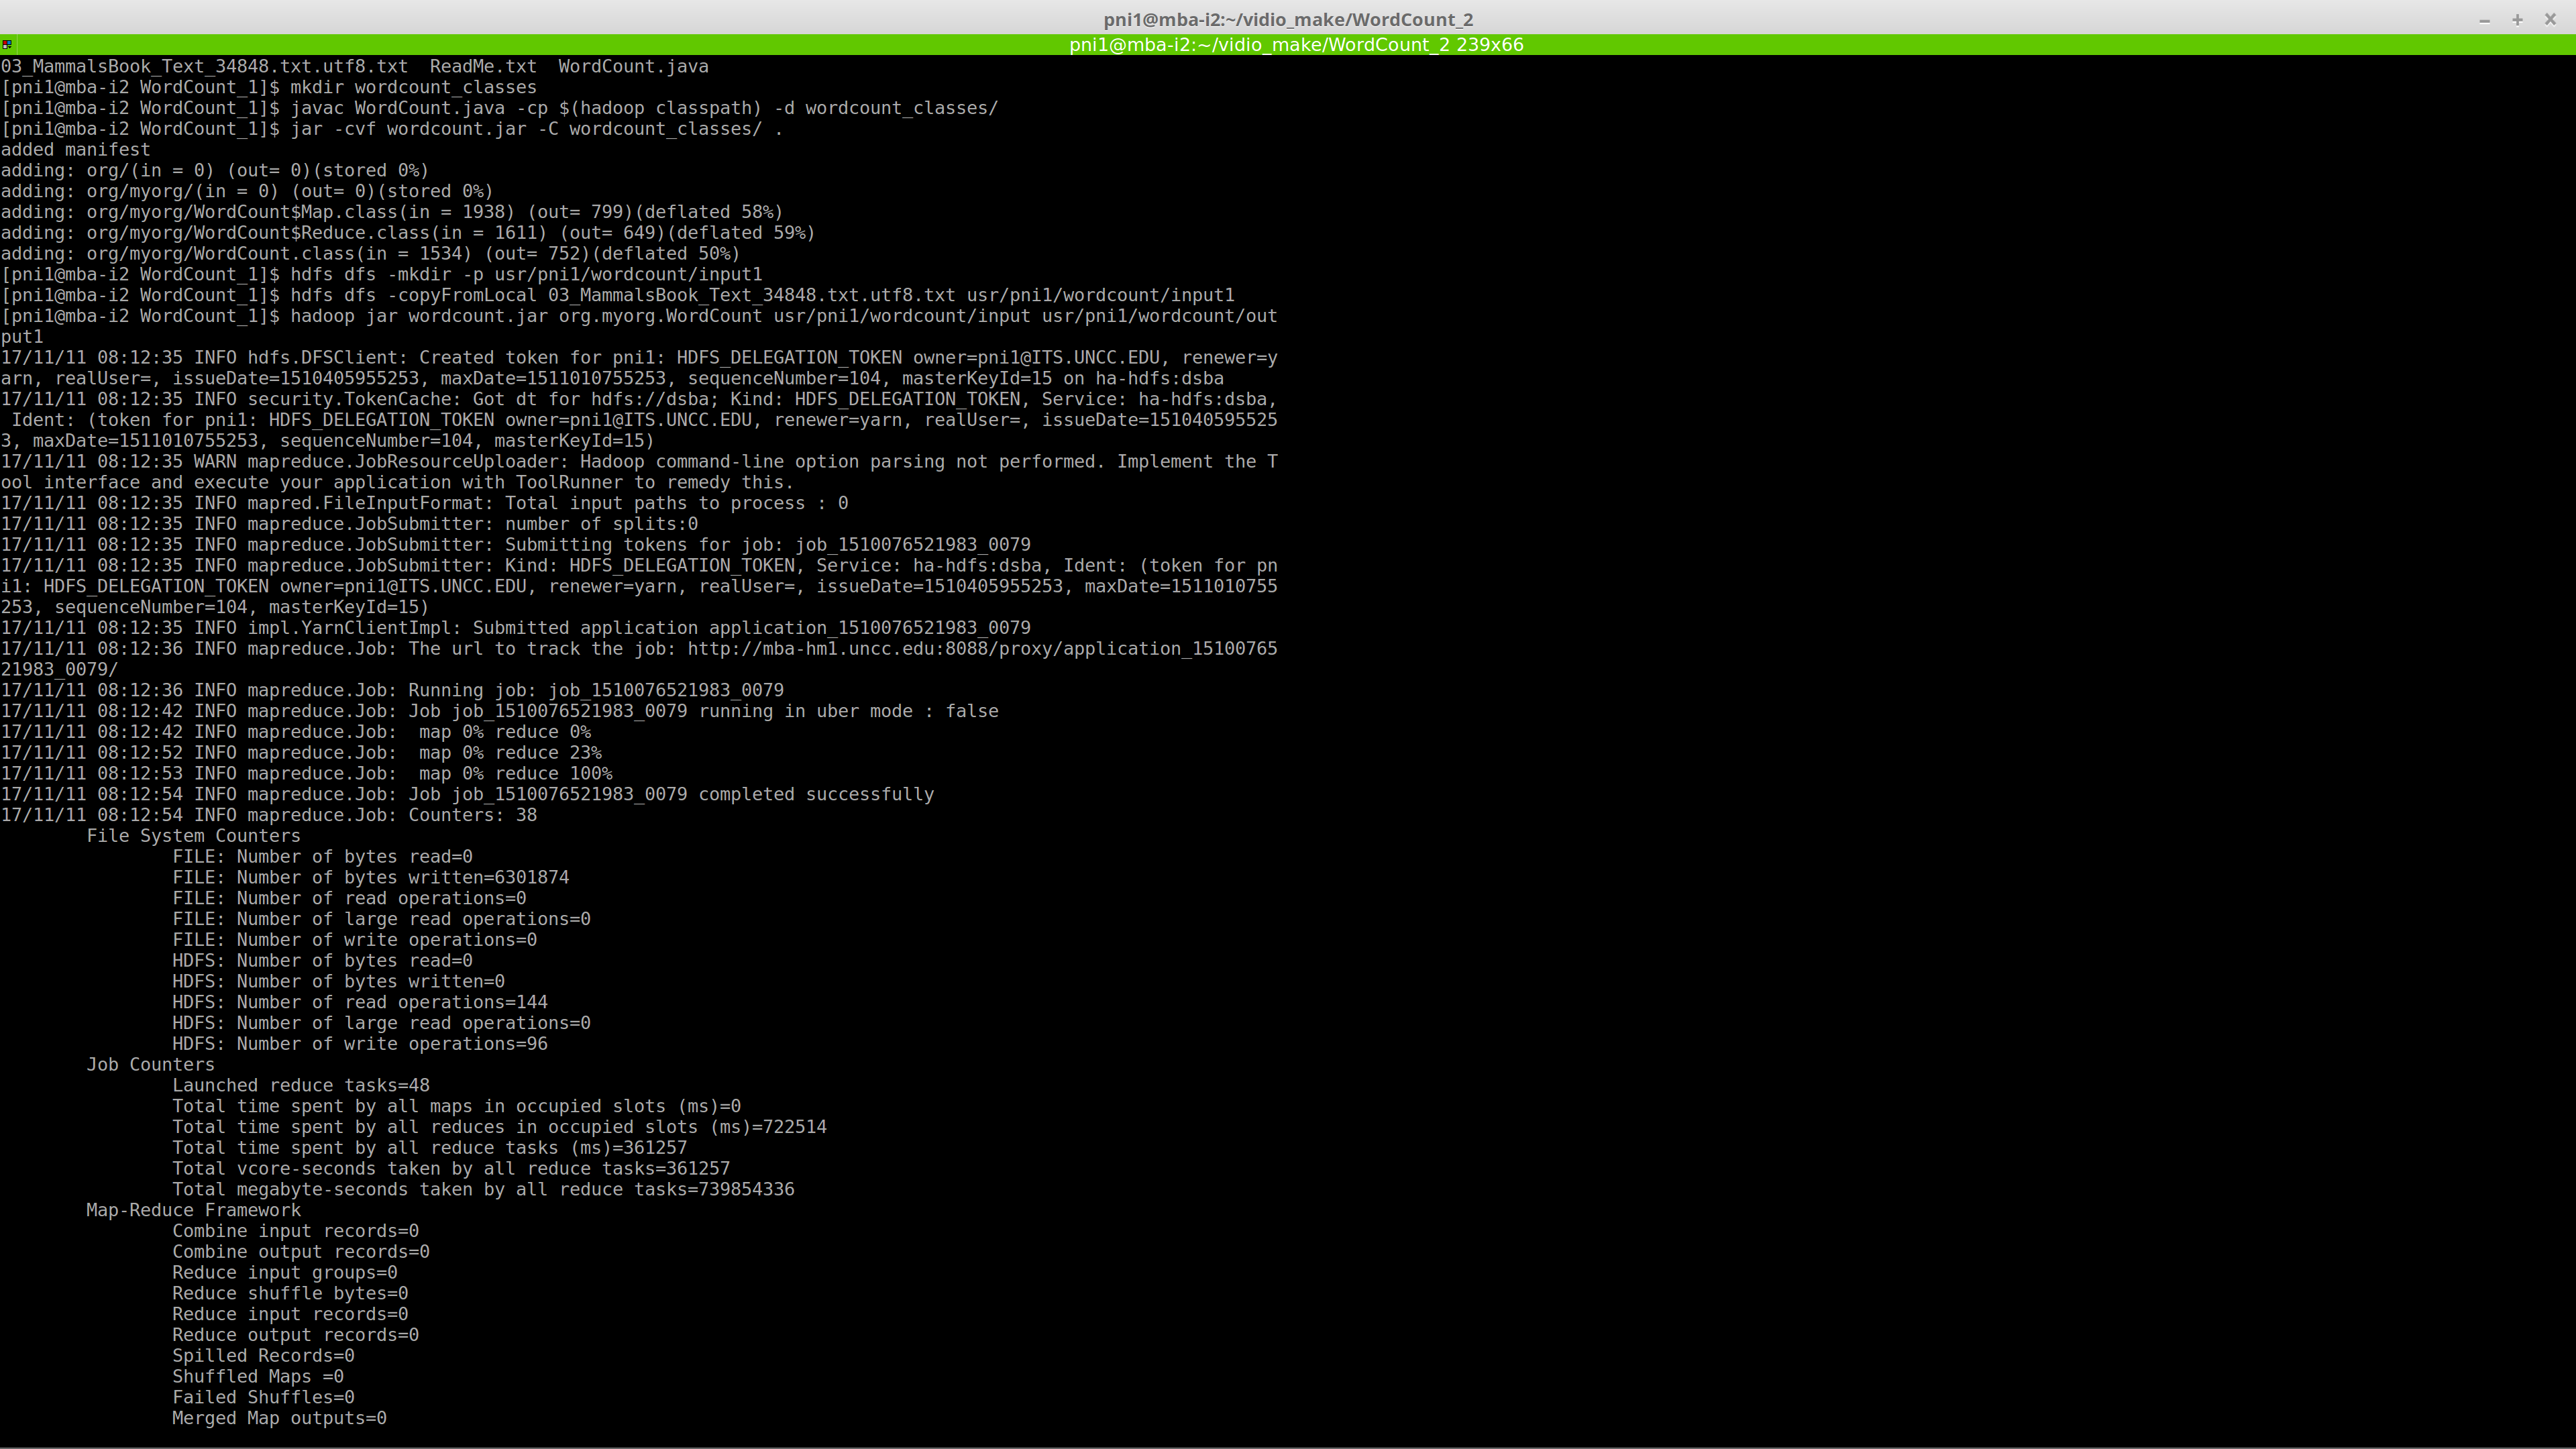 pni1@mba-i2:~/vidio_make/WordCount_2
pni1@mba-i2:~/vidio_make/WordCount_2 239x66
03_MammalsBook_Text_34848.txt.utf8.txt  ReadMe.txt  WordCount.java
[pni1@mba-i2 WordCount_1]$ mkdir wordcount_classes
[pni1@mba-i2 WordCount_1]$ javac WordCount.java -cp $(hadoop classpath) -d wordcount_classes/
[pni1@mba-i2 WordCount_1]$ jar -cvf wordcount.jar -C wordcount_classes/ .
added manifest
adding: org/(in = 0) (out= 0)(stored 0%)
adding: org/myorg/(in = 0) (out= 0)(stored 0%)
adding: org/myorg/WordCount$Map.class(in = 1938) (out= 799)(deflated 58%)
adding: org/myorg/WordCount$Reduce.class(in = 1611) (out= 649)(deflated 59%)
adding: org/myorg/WordCount.class(in = 1534) (out= 752)(deflated 50%)
[pni1@mba-i2 WordCount_1]$ hdfs dfs -mkdir -p usr/pni1/wordcount/input1
[pni1@mba-i2 WordCount_1]$ hdfs dfs -copyFromLocal 03_MammalsBook_Text_34848.txt.utf8.txt usr/pni1/wordcount/input1
[pni1@mba-i2 WordCount_1]$ hadoop jar wordcount.jar org.myorg.WordCount usr/pni1/wordcount/input usr/pni1/wordcount/out
put1
17/11/11 08:12:35 INFO hdfs.DFSClient: Created token for pni1: HDFS_DELEGATION_TOKEN owner=pni1@ITS.UNCC.EDU, renewer=y
arn, realUser=, issueDate=1510405955253, maxDate=1511010755253, sequenceNumber=104, masterKeyId=15 on ha-hdfs:dsba
17/11/11 08:12:35 INFO security.TokenCache: Got dt for hdfs://dsba; Kind: HDFS_DELEGATION_TOKEN, Service: ha-hdfs:dsba,
 Ident: (token for pni1: HDFS_DELEGATION_TOKEN owner=pni1@ITS.UNCC.EDU, renewer=yarn, realUser=, issueDate=151040595525
3, maxDate=1511010755253, sequenceNumber=104, masterKeyId=15)
17/11/11 08:12:35 WARN mapreduce.JobResourceUploader: Hadoop command-line option parsing not performed. Implement the T
ool interface and execute your application with ToolRunner to remedy this.
17/11/11 08:12:35 INFO mapred.FileInputFormat: Total input paths to process : 0
17/11/11 08:12:35 INFO mapreduce.JobSubmitter: number of splits:0
17/11/11 08:12:35 INFO mapreduce.JobSubmitter: Submitting tokens for job: job_1510076521983_0079
17/11/11 08:12:35 INFO mapreduce.JobSubmitter: Kind: HDFS_DELEGATION_TOKEN, Service: ha-hdfs:dsba, Ident: (token for pn
i1: HDFS_DELEGATION_TOKEN owner=pni1@ITS.UNCC.EDU, renewer=yarn, realUser=, issueDate=1510405955253, maxDate=1511010755
253, sequenceNumber=104, masterKeyId=15)
17/11/11 08:12:35 INFO impl.YarnClientImpl: Submitted application application_1510076521983_0079
17/11/11 08:12:36 INFO mapreduce.Job: The url to track the job: http://mba-hm1.uncc.edu:8088/proxy/application_15100765
21983_0079/
17/11/11 08:12:36 INFO mapreduce.Job: Running job: job_1510076521983_0079
17/11/11 08:12:42 INFO mapreduce.Job: Job job_1510076521983_0079 running in uber mode : false
17/11/11 08:12:42 INFO mapreduce.Job:  map 0% reduce 0%
17/11/11 08:12:52 INFO mapreduce.Job:  map 0% reduce 23%
17/11/11 08:12:53 INFO mapreduce.Job:  map 0% reduce 100%
17/11/11 08:12:54 INFO mapreduce.Job: Job job_1510076521983_0079 completed successfully
17/11/11 08:12:54 INFO mapreduce.Job: Counters: 38
File System Counters
FILE: Number of bytes read=0
FILE: Number of bytes written=6301874
FILE: Number of read operations=0
FILE: Number of large read operations=0
FILE: Number of write operations=0
HDFS: Number of bytes read=0
HDFS: Number of bytes written=0
HDFS: Number of read operations=144
HDFS: Number of large read operations=0
HDFS: Number of write operations=96
Job Counters
Launched reduce tasks=48
Total time spent by all maps in occupied slots (ms)=0
Total time spent by all reduces in occupied slots (ms)=722514
Total time spent by all reduce tasks (ms)=361257
Total vcore-seconds taken by all reduce tasks=361257
Total megabyte-seconds taken by all reduce tasks=739854336
Map-Reduce Framework
Combine input records=0
Combine output records=0
Reduce input groups=0
Reduce shuffle bytes=0
Reduce input records=0
Reduce output records=0
Spilled Records=0
Shuffled Maps =0
Failed Shuffles=0
Merged Map outputs=0